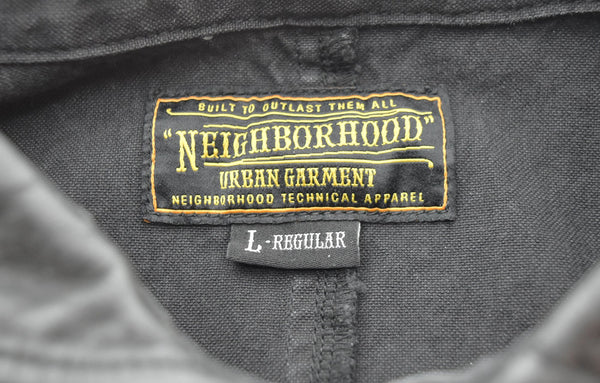 BUILT TO OUTLAST THEM ALL
"NEIGHBORHOOD"
URBAN GARMENT
NEIGHBORHOOD TECHNICAL APPAREL
L-REGULAR